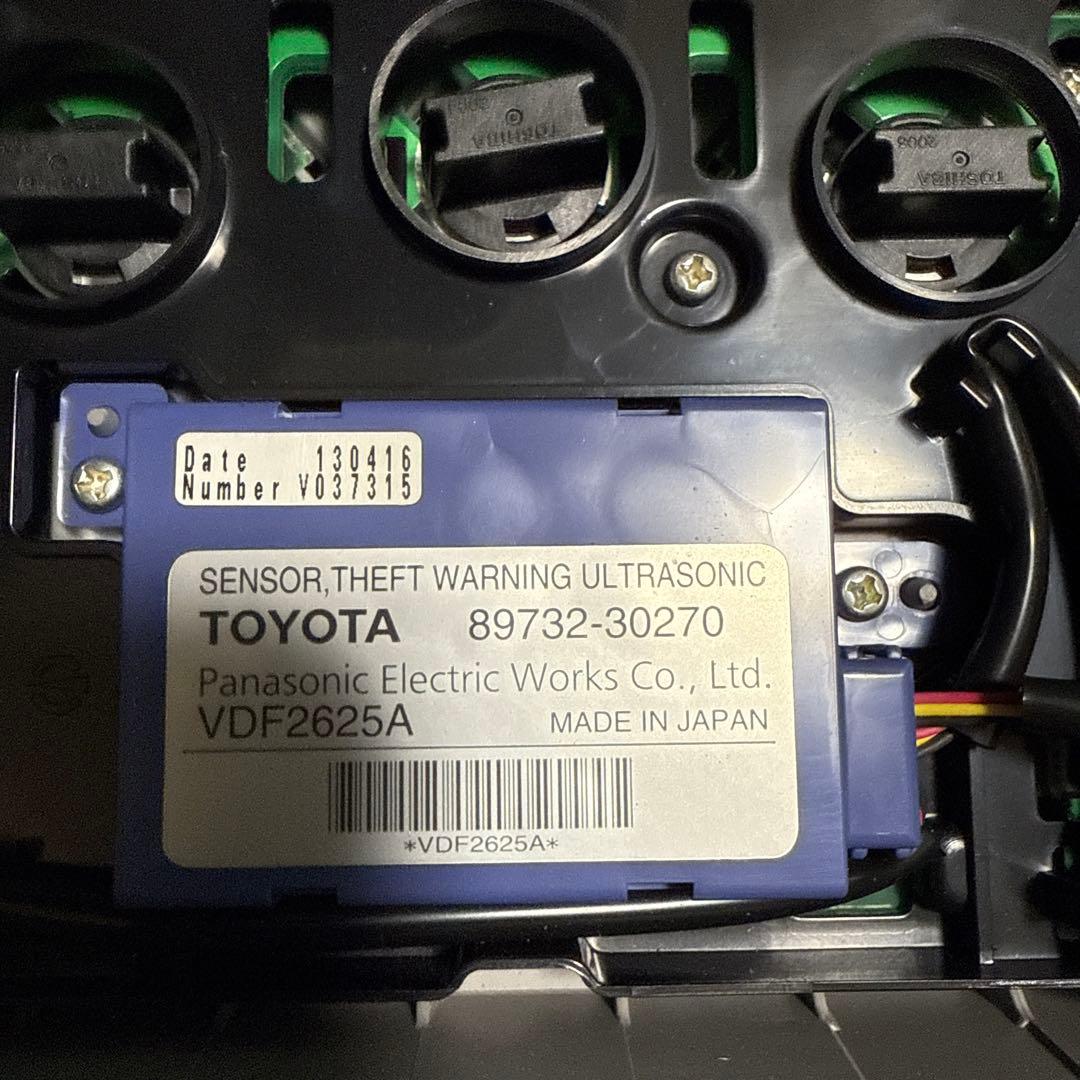 TOSHIBA
2008
TOSHIBA
Date 130416
Number V037315
SENSOR,THEFT WARNING ULTRASONIC
TOYOTA 89732-30270
Panasonic Electric Works Co., Ltd.
VDF2625A MADE IN JAPAN
*VDF2625A*